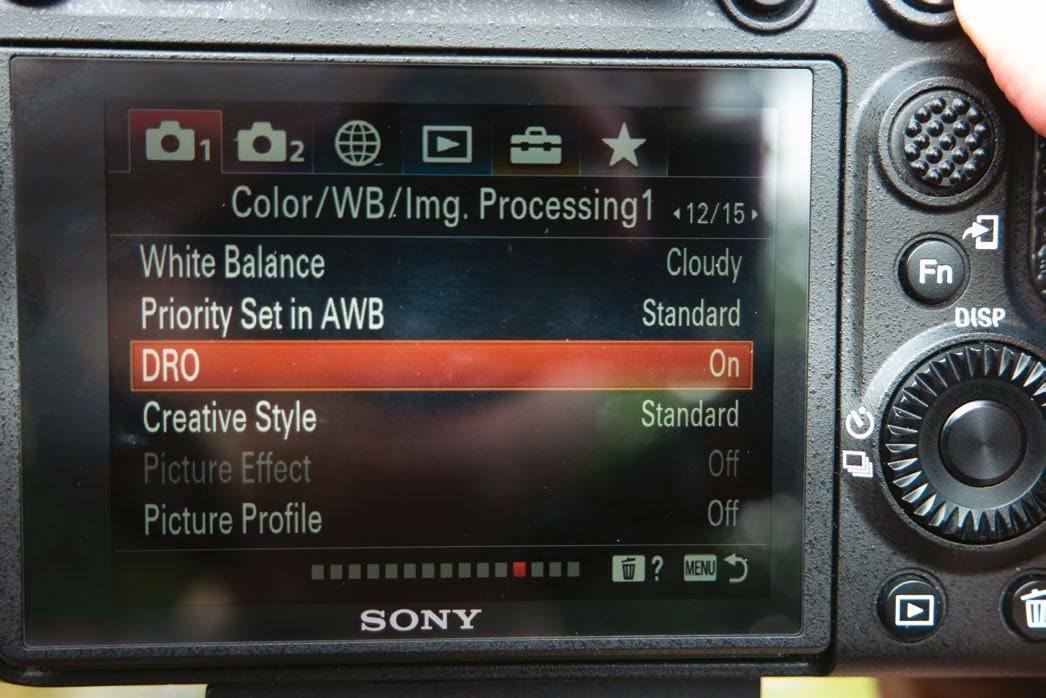 1 2
Color/WB/Img. Processing1 ◂12/15▸
White Balance Cloudy
Priority Set in AWB Standard
DRO On
Creative Style Standard
Picture Effect Off
Picture Profile Off
? MENU
SONY
Fn
DISP